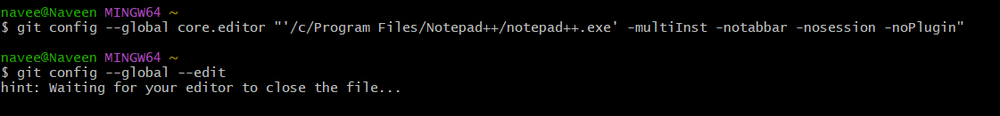 navee@Naveen MINGW64 ~
$ git config --global core.editor "'/c/Program Files/Notepad++/notepad++.exe' -multiInst -notabbar -nosession -noPlugin"
navee@Naveen MINGW64 ~
$ git config --global --edit
hint: Waiting for your editor to close the file...